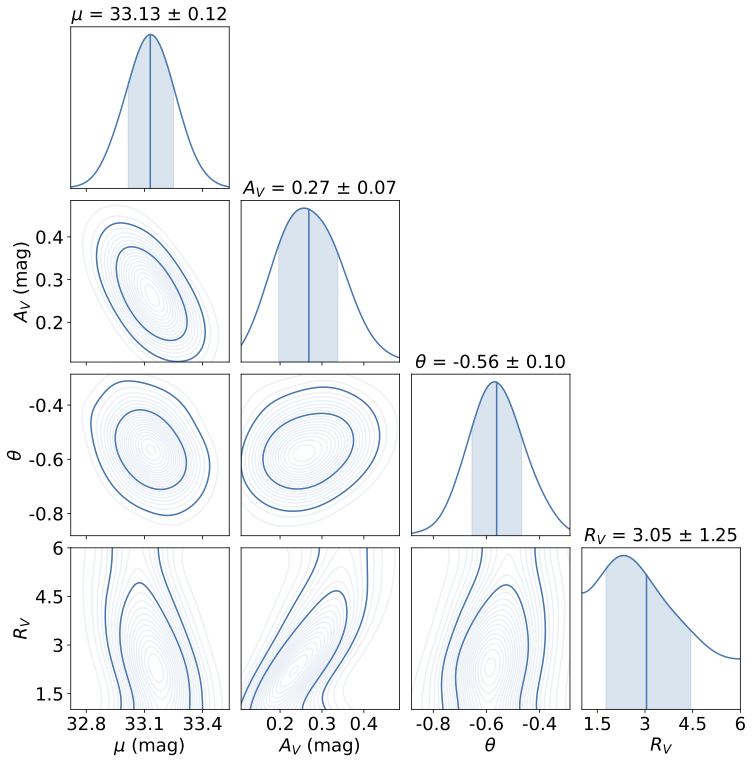 μ = 33.13 ± 0.12
A_V = 0.27 ± 0.07
0.4
0.3
0.2
A_V (mag)
θ = -0.56 ± 0.10
-0.4
-0.6
-0.8
θ
R_V = 3.05 ± 1.25
6
4.5
3
1.5
R_V
32.8 33.1 33.4
0.2 0.3 0.4
-0.8 -0.6 -0.4
1.5 3 4.5 6
μ (mag)
A_V (mag)
θ
R_V